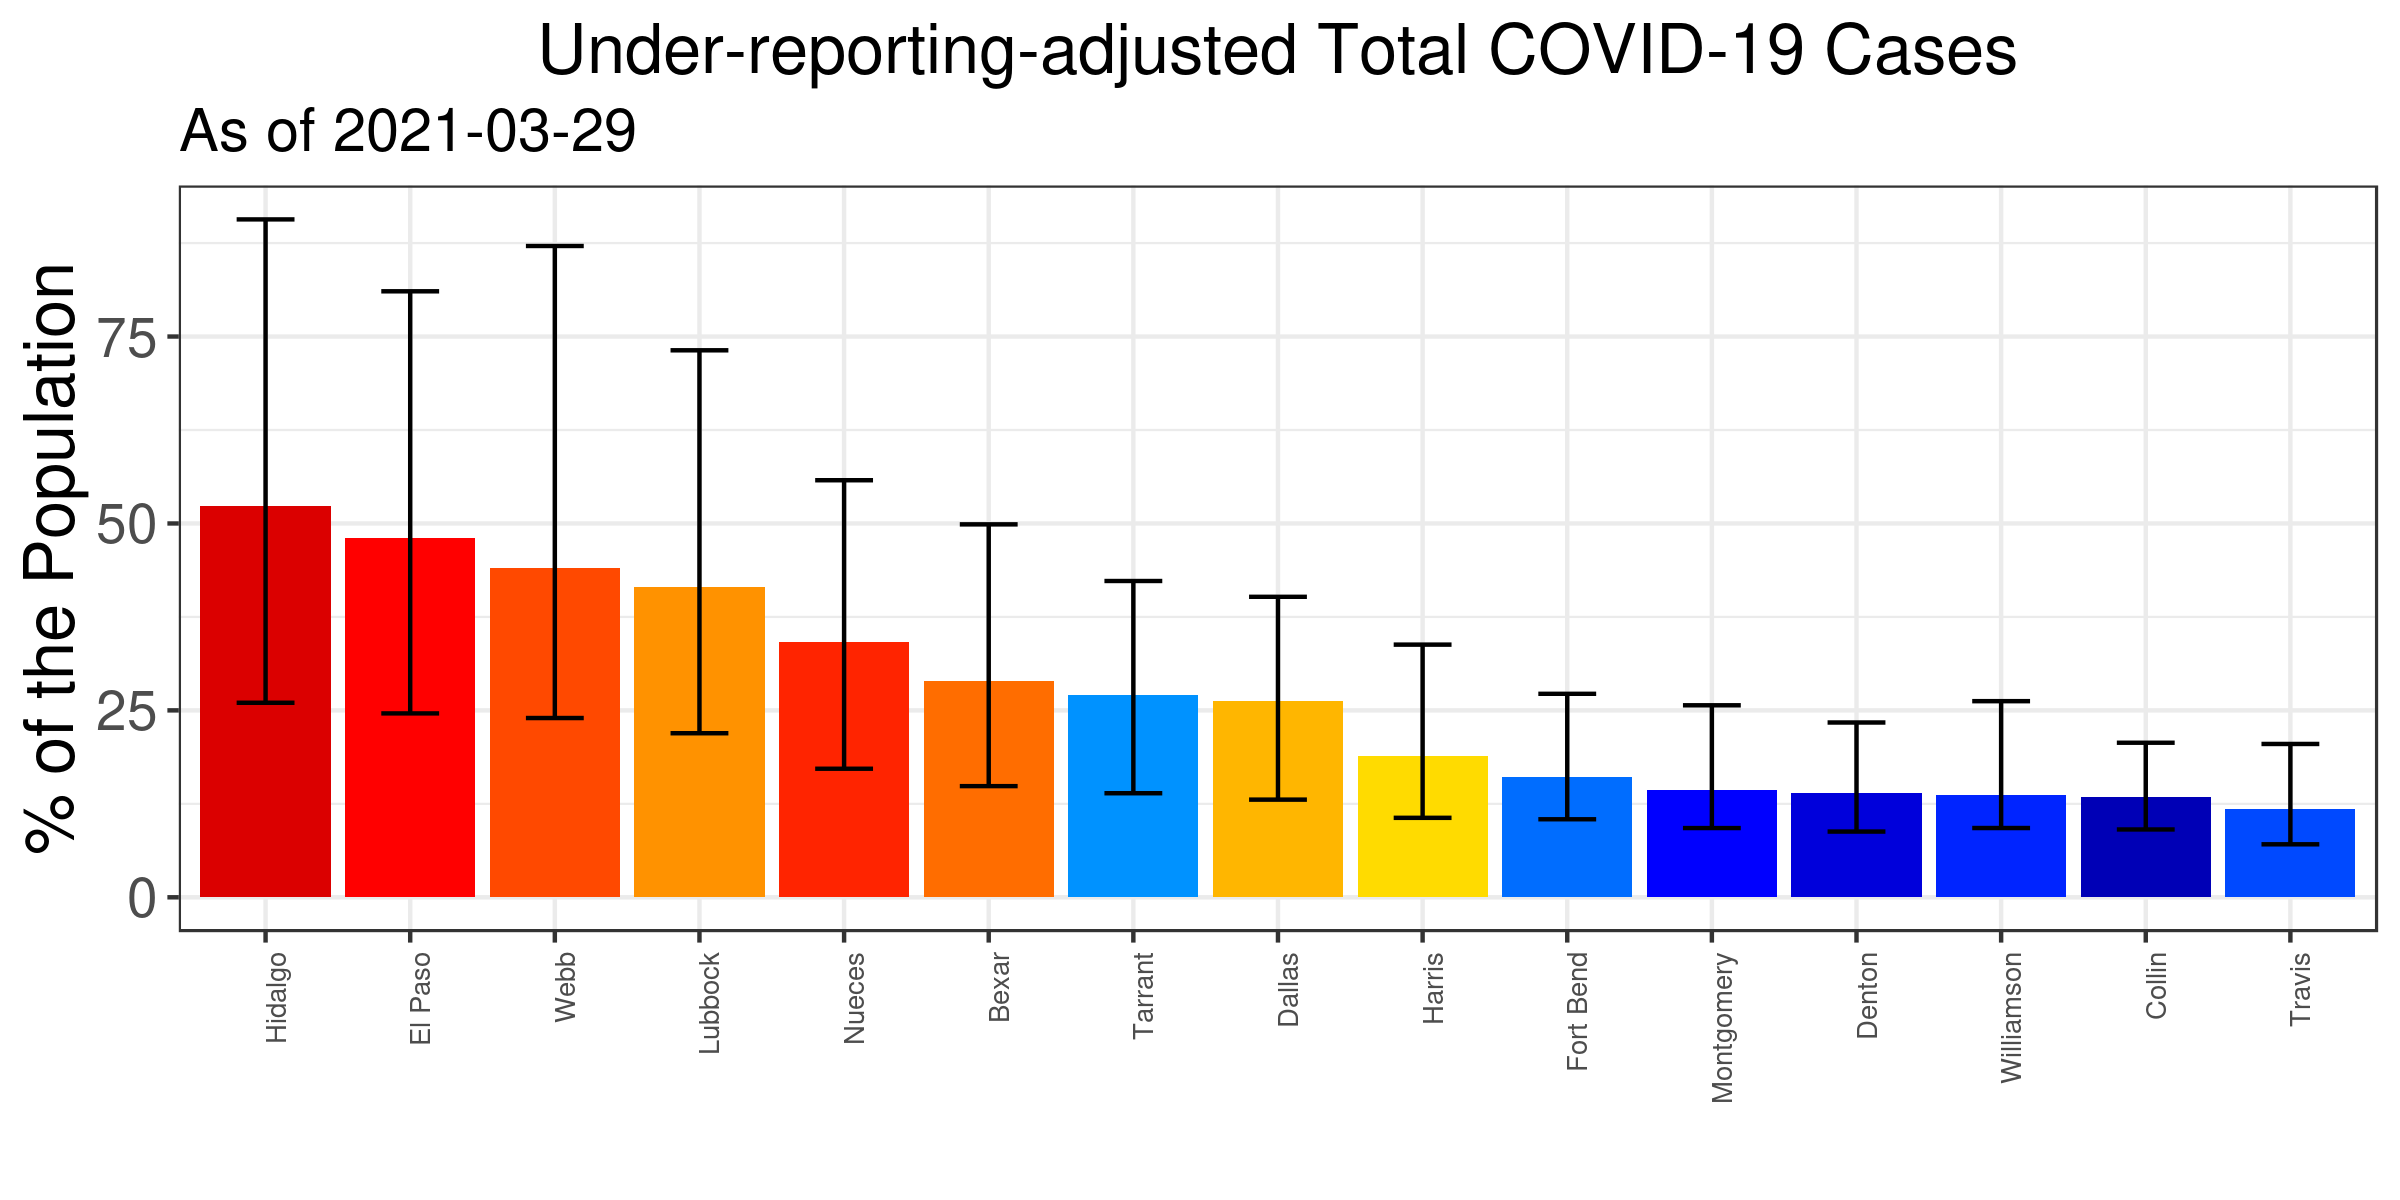 Under-reporting-adjusted Total COVID-19 Cases
As of 2021-03-29
% of the Population
75
50
25
0
Hidalgo
El Paso
Webb
Lubbock
Nueces
Bexar
Tarrant
Dallas
Harris
Fort Bend
Montgomery
Denton
Williamson
Collin
Travis